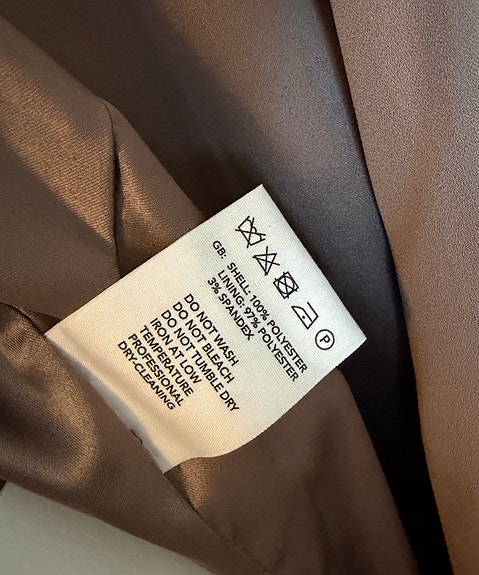 P
GB: SHELL: 100% POLYESTER
LINING: 97% POLYESTER
3% SPANDEX
DO NOT WASH
DO NOT BLEACH
DO NOT TUMBLE DRY
IRON AT LOW
TEMPERATURE
PROFESSIONAL
DRY-CLEANING